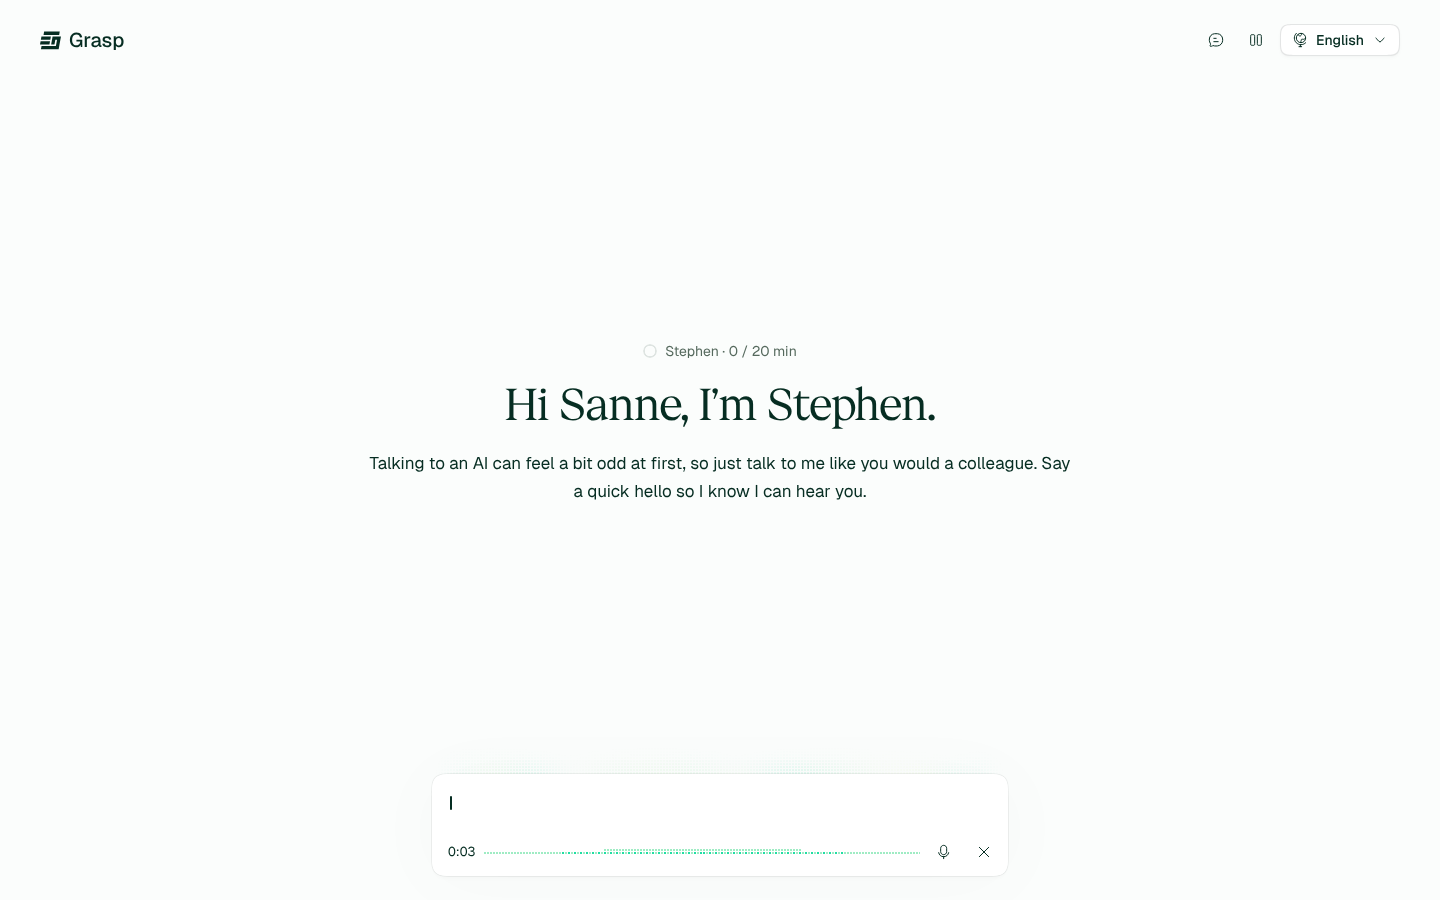 Grasp
English
Stephen · 0 / 20 min
Hi Sanne, I’m Stephen.
Talking to an AI can feel a bit odd at first, so just talk to me like you would a colleague. Say
a quick hello so I know I can hear you.
0:03